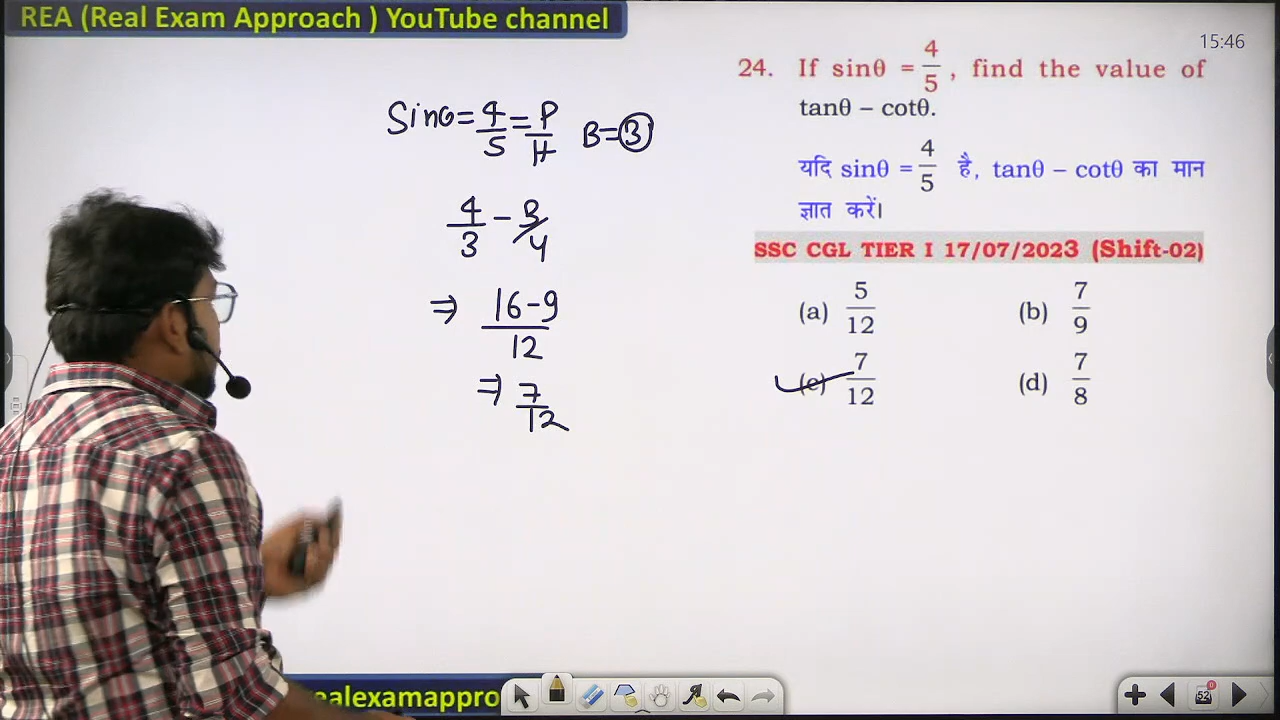 REA (Real Exam Approach ) YouTube channel
15:46
24. If sinθ = 4/5, find the value of
tanθ – cotθ.
यदि sinθ = 4/5 है, tanθ – cotθ का मान
ज्ञात करें।
SSC CGL TIER I 17/07/2023 (Shift-02)
(a) 5/12 (b) 7/9
(c) 7/12 (d) 7/8
Sinθ = 4/5 = P/H B = 3
4/3 – 3/4
⇒ 16-9/12
⇒ 7/12
ealexamappro
52